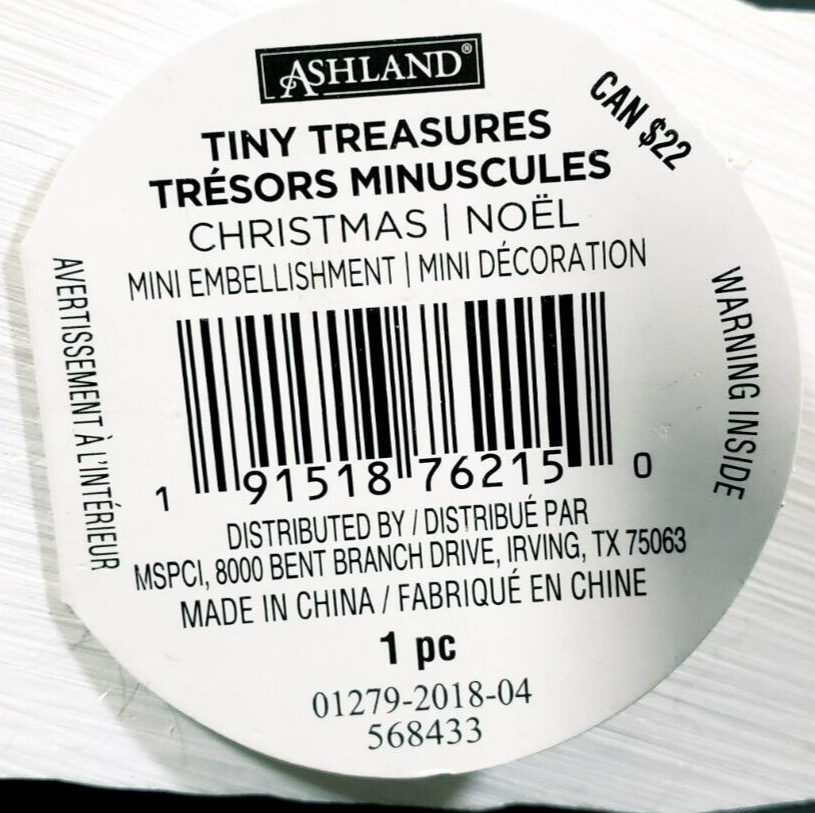 ASHLAND®
CAN $22
TINY TREASURES
TRÉSORS MINUSCULES
CHRISTMAS | NOËL
MINI EMBELLISHMENT | MINI DÉCORATION
AVERTISSEMENT À L'INTÉRIEUR
WARNING INSIDE
1 91518 76215 0
DISTRIBUTED BY / DISTRIBUÉ PAR
MSPCI, 8000 BENT BRANCH DRIVE, IRVING, TX 75063
MADE IN CHINA / FABRIQUÉ EN CHINE
1 pc
01279-2018-04
568433